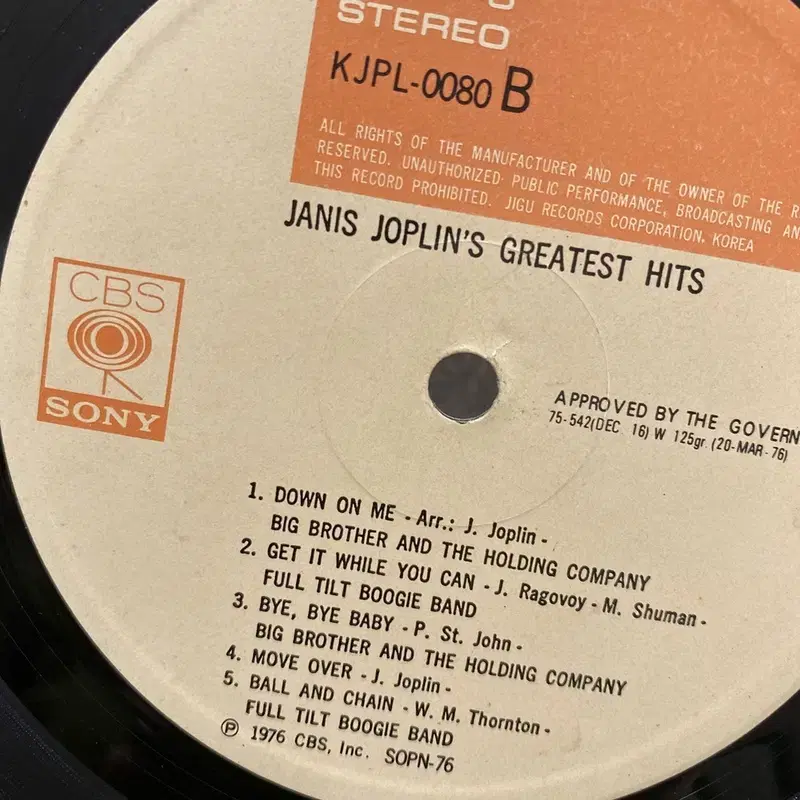 STEREO
KJPL-0080 B
ALL RIGHTS OF THE MANUFACTURER AND OF THE OWNER OF THE
RESERVED. UNAUTHORIZED PUBLIC PERFORMANCE, BROADCASTING
THIS RECORD PROHIBITED. JIGU RECORDS CORPORATION, KOREA
JANIS JOPLIN'S GREATEST HITS
CBS
SONY
APPROVED BY THE
75-542(DEC 16) W 125gr. (20-MAR-76)
1. DOWN ON ME - Arr.: J. Joplin -
BIG BROTHER AND THE HOLDING COMPANY
2. GET IT WHILE YOU CAN - J. Ragovoy - M. Shuman -
FULL TILT BOOGIE BAND
3. BYE, BYE BABY - P. St. John -
BIG BROTHER AND THE HOLDING COMPANY
4. MOVE OVER - J. Joplin -
5. BALL AND CHAIN - W. M. Thornton -
FULL TILT BOOGIE BAND
℗ 1976 CBS, Inc. SOPN-76